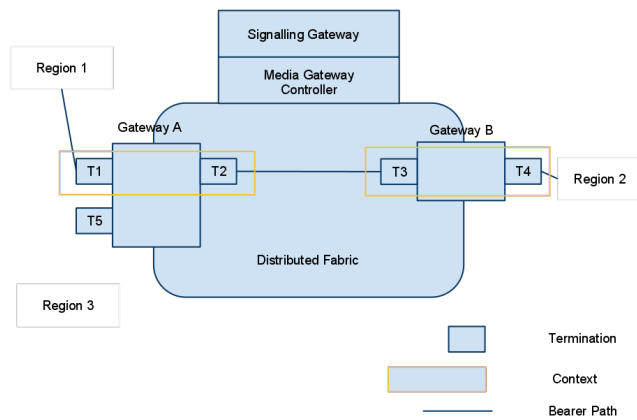 Signalling Gateway
Media Gateway
Controller
Region 1
Gateway A
Gateway B
T1
T2
T3
T4
Region 2
T5
Distributed Fabric
Region 3
Termination
Context
Bearer Path